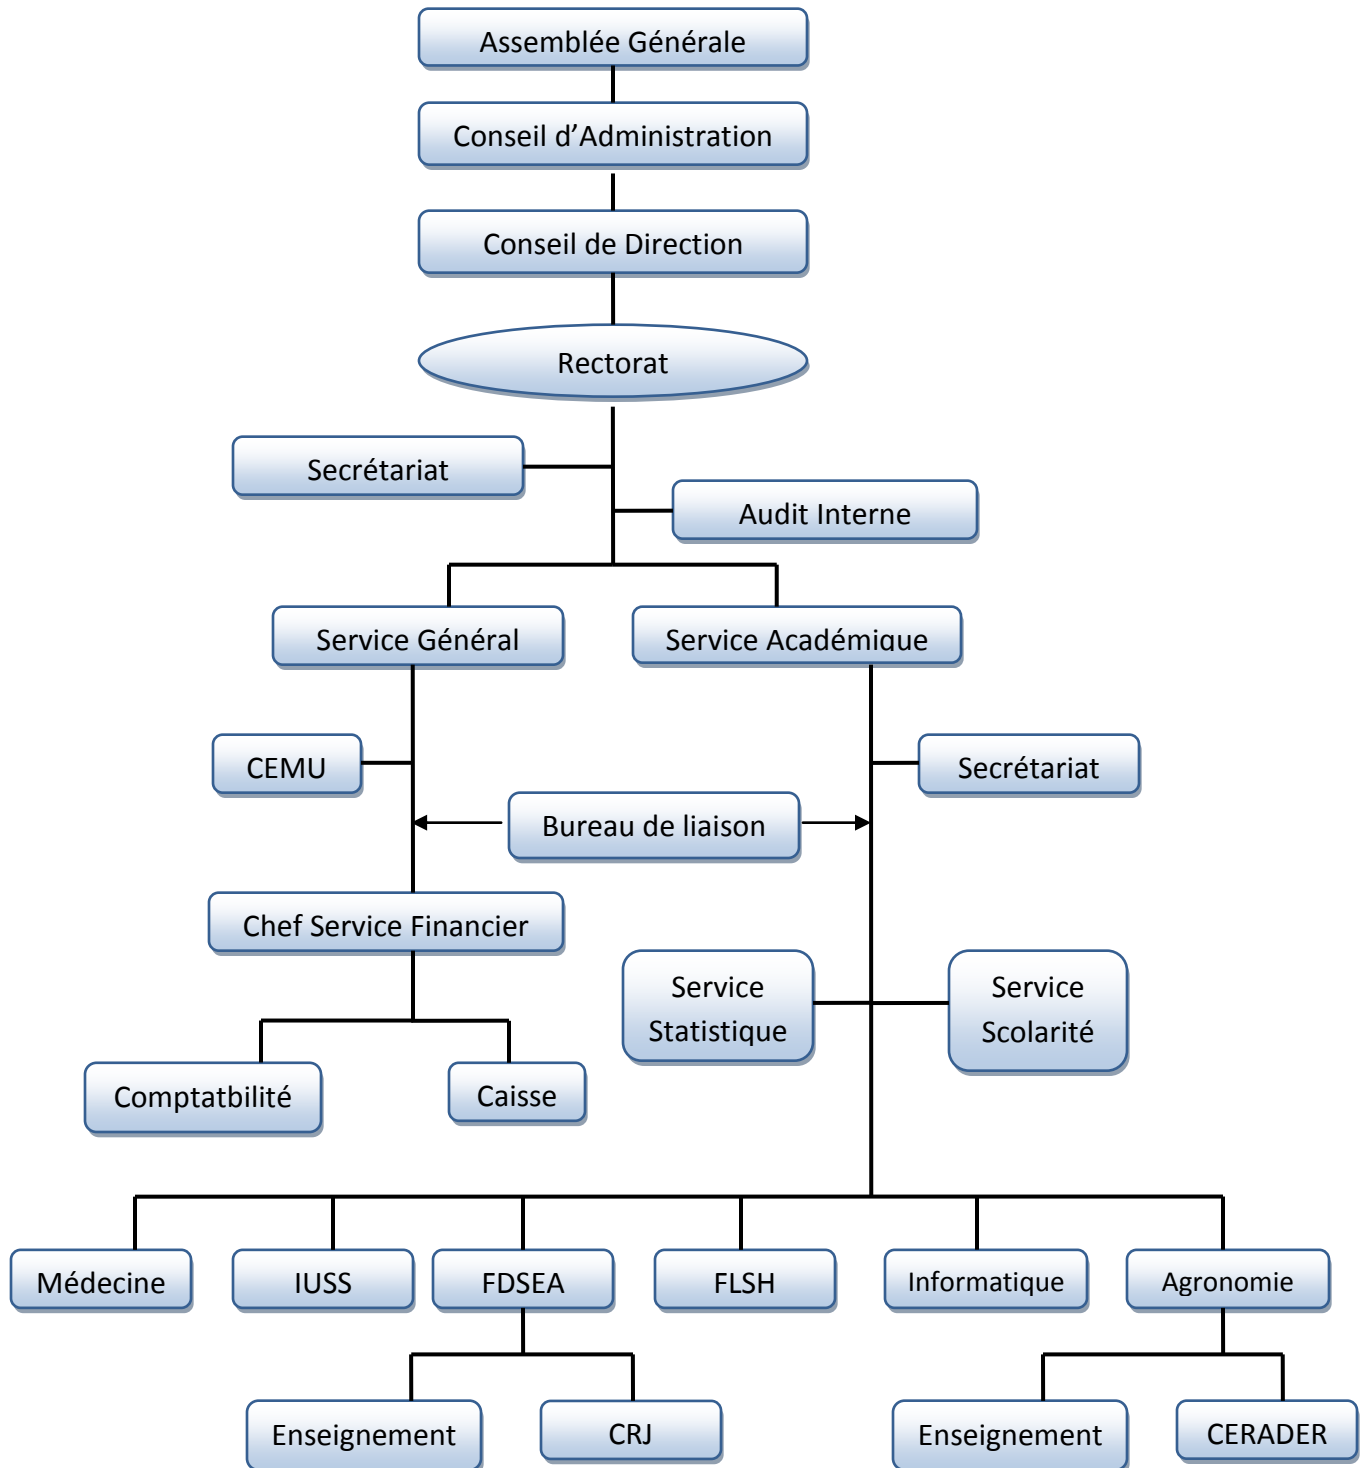 Assemblée Générale
Conseil d’Administration
Conseil de Direction
Rectorat
Secrétariat
Audit Interne
Service Général
Service Académique
CEMU
Secrétariat
Bureau de liaison
Chef Service Financier
Service
Statistique
Service
Scolarité
Comptatbilité
Caisse
Médecine
IUSS
FDSEA
FLSH
Informatique
Agronomie
Enseignement
CRJ
Enseignement
CERADER